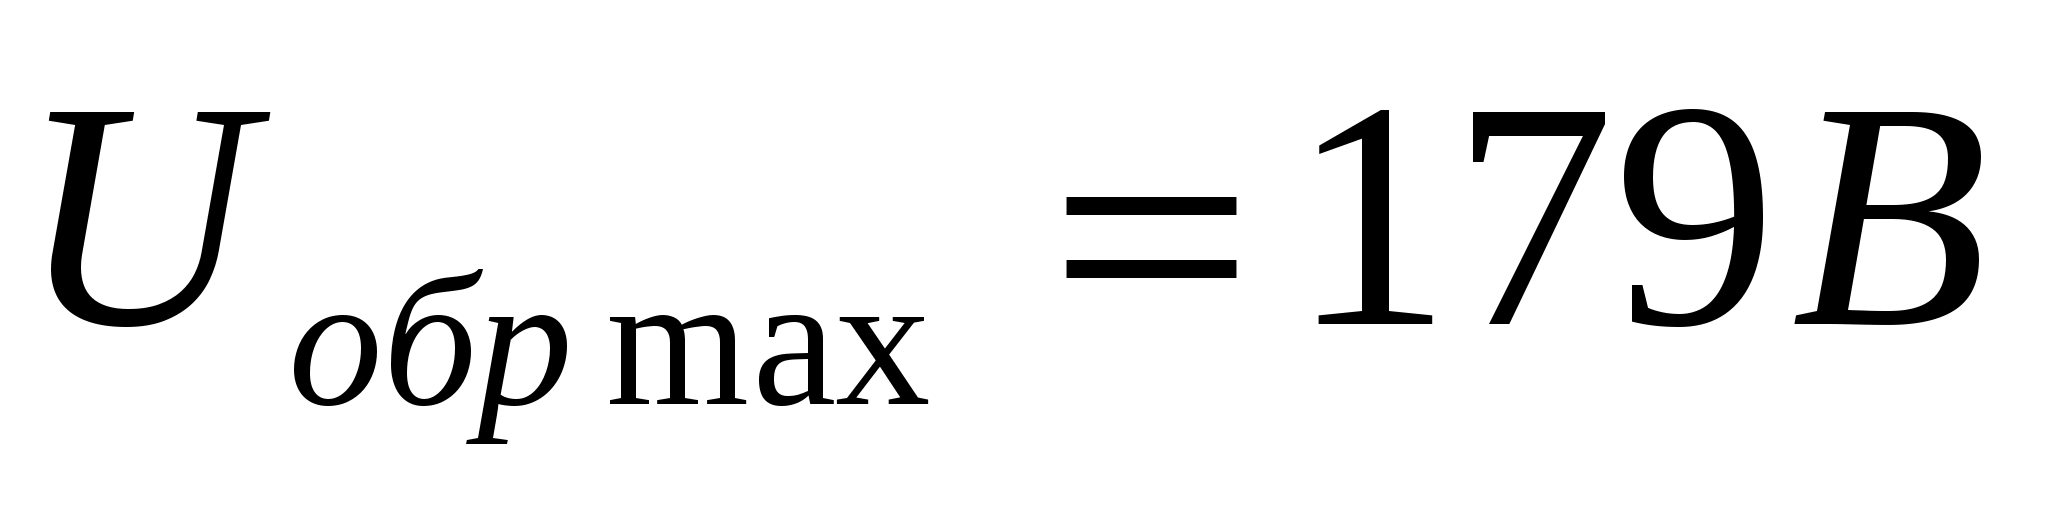 U обр max = 179 В